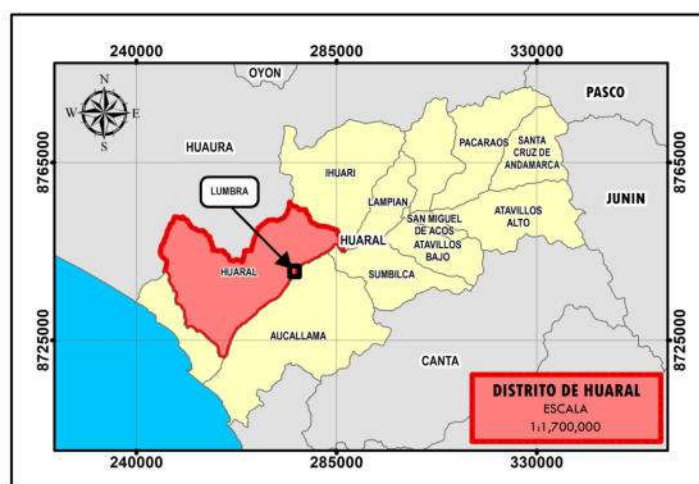 240000 285000 330000
OYON
PASCO
N
W E
S
HUAURA
8765000
IHUARI
PACARAOS
SANTA
CRUZ DE
ANDAMARCA
8765000
LUMBRA
LAMPIAN
JUNIN
SAN MIGUEL
DE ACOS
ATAVILLOS
ALTO
HUARAL
ATAVILLOS
BAJO
HUARAL
SUMBILCA
8725000
AUCALLAMA
8725000
CANTA
DISTRITO DE HUARAL
ESCALA
1:1,700,000
240000 285000 330000